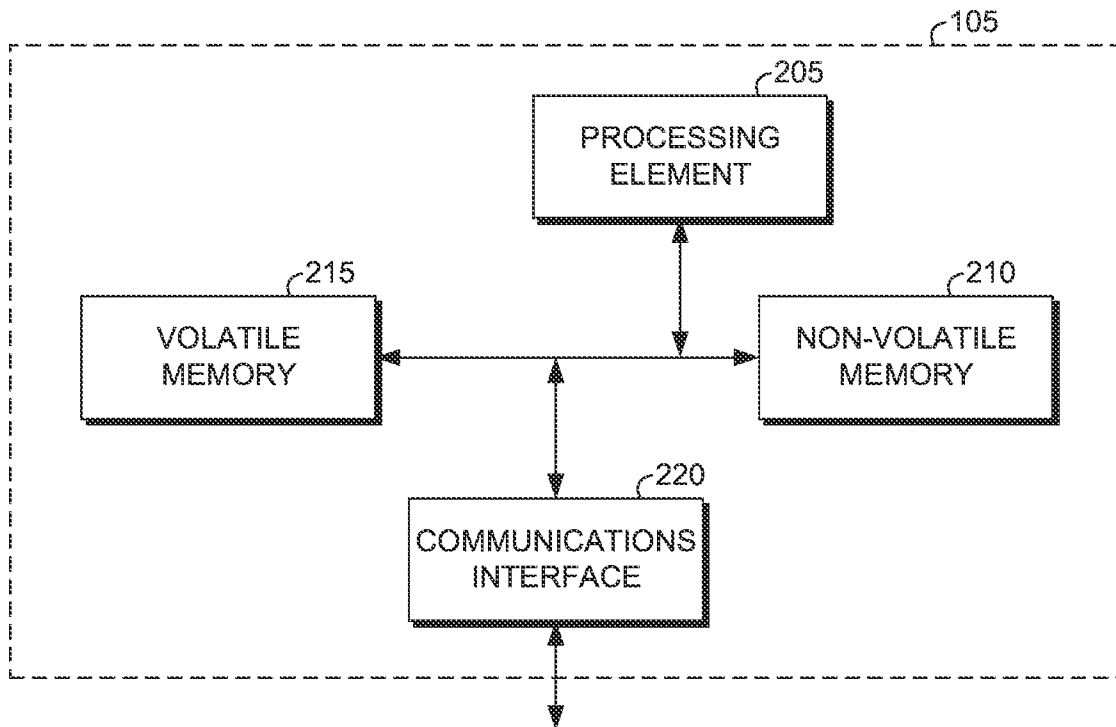 105
205
PROCESSING
ELEMENT
215
VOLATILE
MEMORY
210
NON-VOLATILE
MEMORY
220
COMMUNICATIONS
INTERFACE